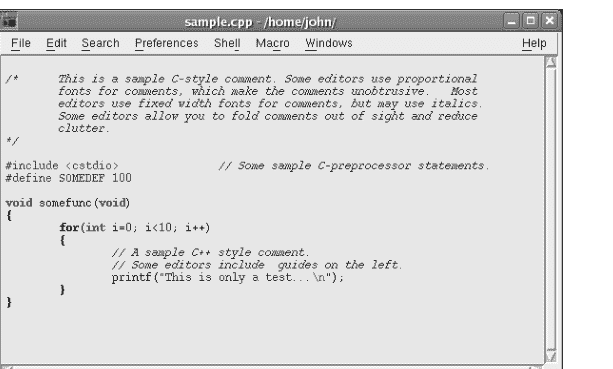 sample.cpp - /home/john/
File Edit Search Preferences Shell Macro Windows Help
/* This is a sample C-style comment. Some editors use proportional
fonts for comments, which make the comments unobtrusive. Most
editors use fixed width fonts for comments, but may use italics.
Some editors allow you to fold comments out of sight and reduce
clutter.
*/
#include <cstdio> // Some sample C-preprocessor statements.
#define SOMEDEF 100
void somefunc(void)
{
for(int i=0; i<10; i++)
{
// A sample C++ style comment.
// Some editors include guides on the left.
printf("This is only a test...\n");
}
}